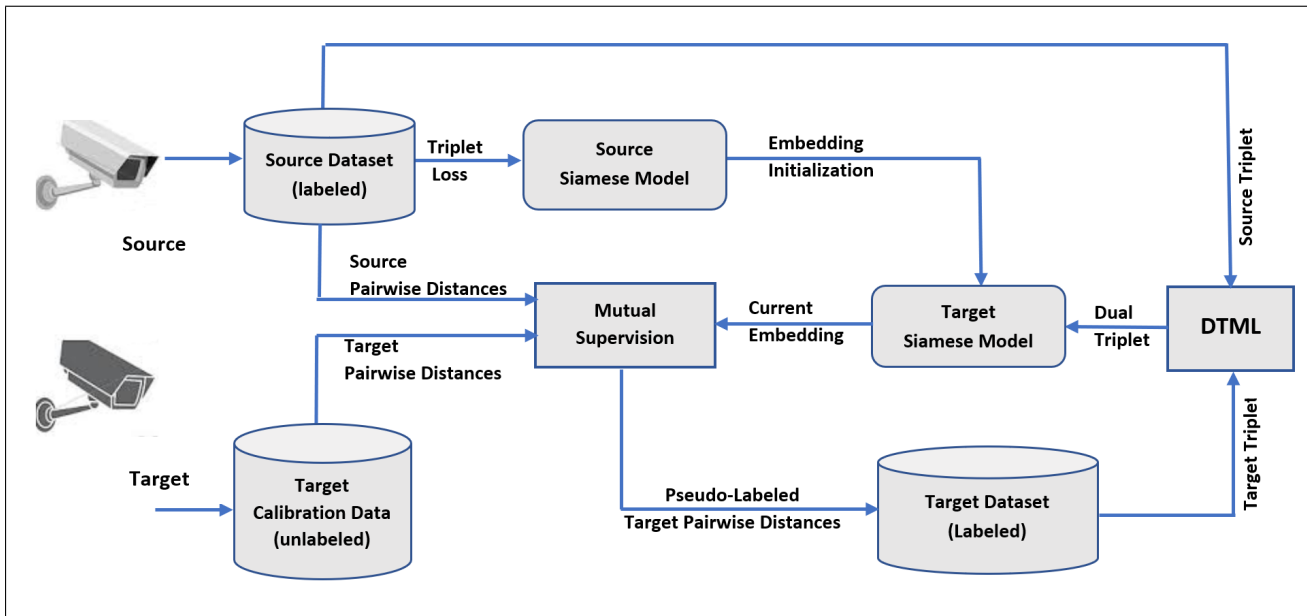 Source Dataset
(labeled)
Triplet
Loss
Source
Siamese Model
Embedding
Initialization
Source Triplet
Source
Source
Pairwise Distances
Mutual
Supervision
Current
Embedding
Target
Siamese Model
Dual
Triplet
DTML
Target
Pairwise Distances
Target
Target
Calibration Data
(unlabeled)
Pseudo-Labeled
Target Pairwise Distances
Target Dataset
(Labeled)
Target Triplet